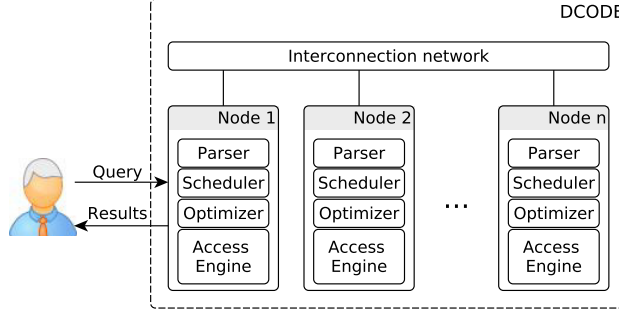 DCODE
Interconnection network
Node 1
Node 2
Node n
Parser
Parser
Parser
Query
Scheduler
Scheduler
Scheduler
Results
Optimizer
Optimizer
...
Optimizer
Access
Engine
Access
Engine
Access
Engine